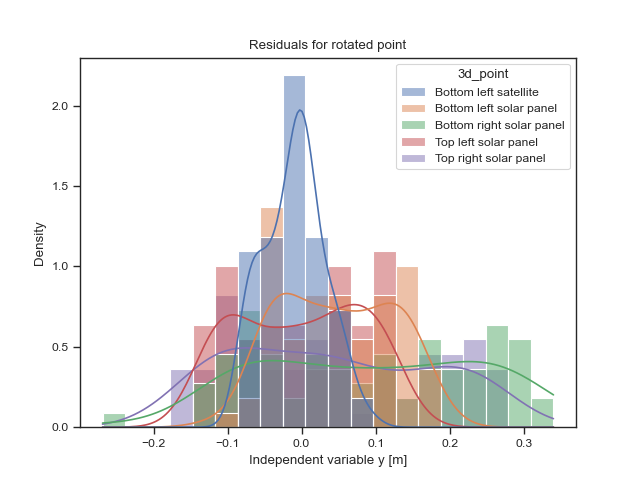 Residuals for rotated point
3d_point
Bottom left satellite
Bottom left solar panel
Bottom right solar panel
Top left solar panel
Top right solar panel
Density
2.0
1.5
1.0
0.5
0.0
−0.2
−0.1
0.0
0.1
0.2
0.3
Independent variable y [m]